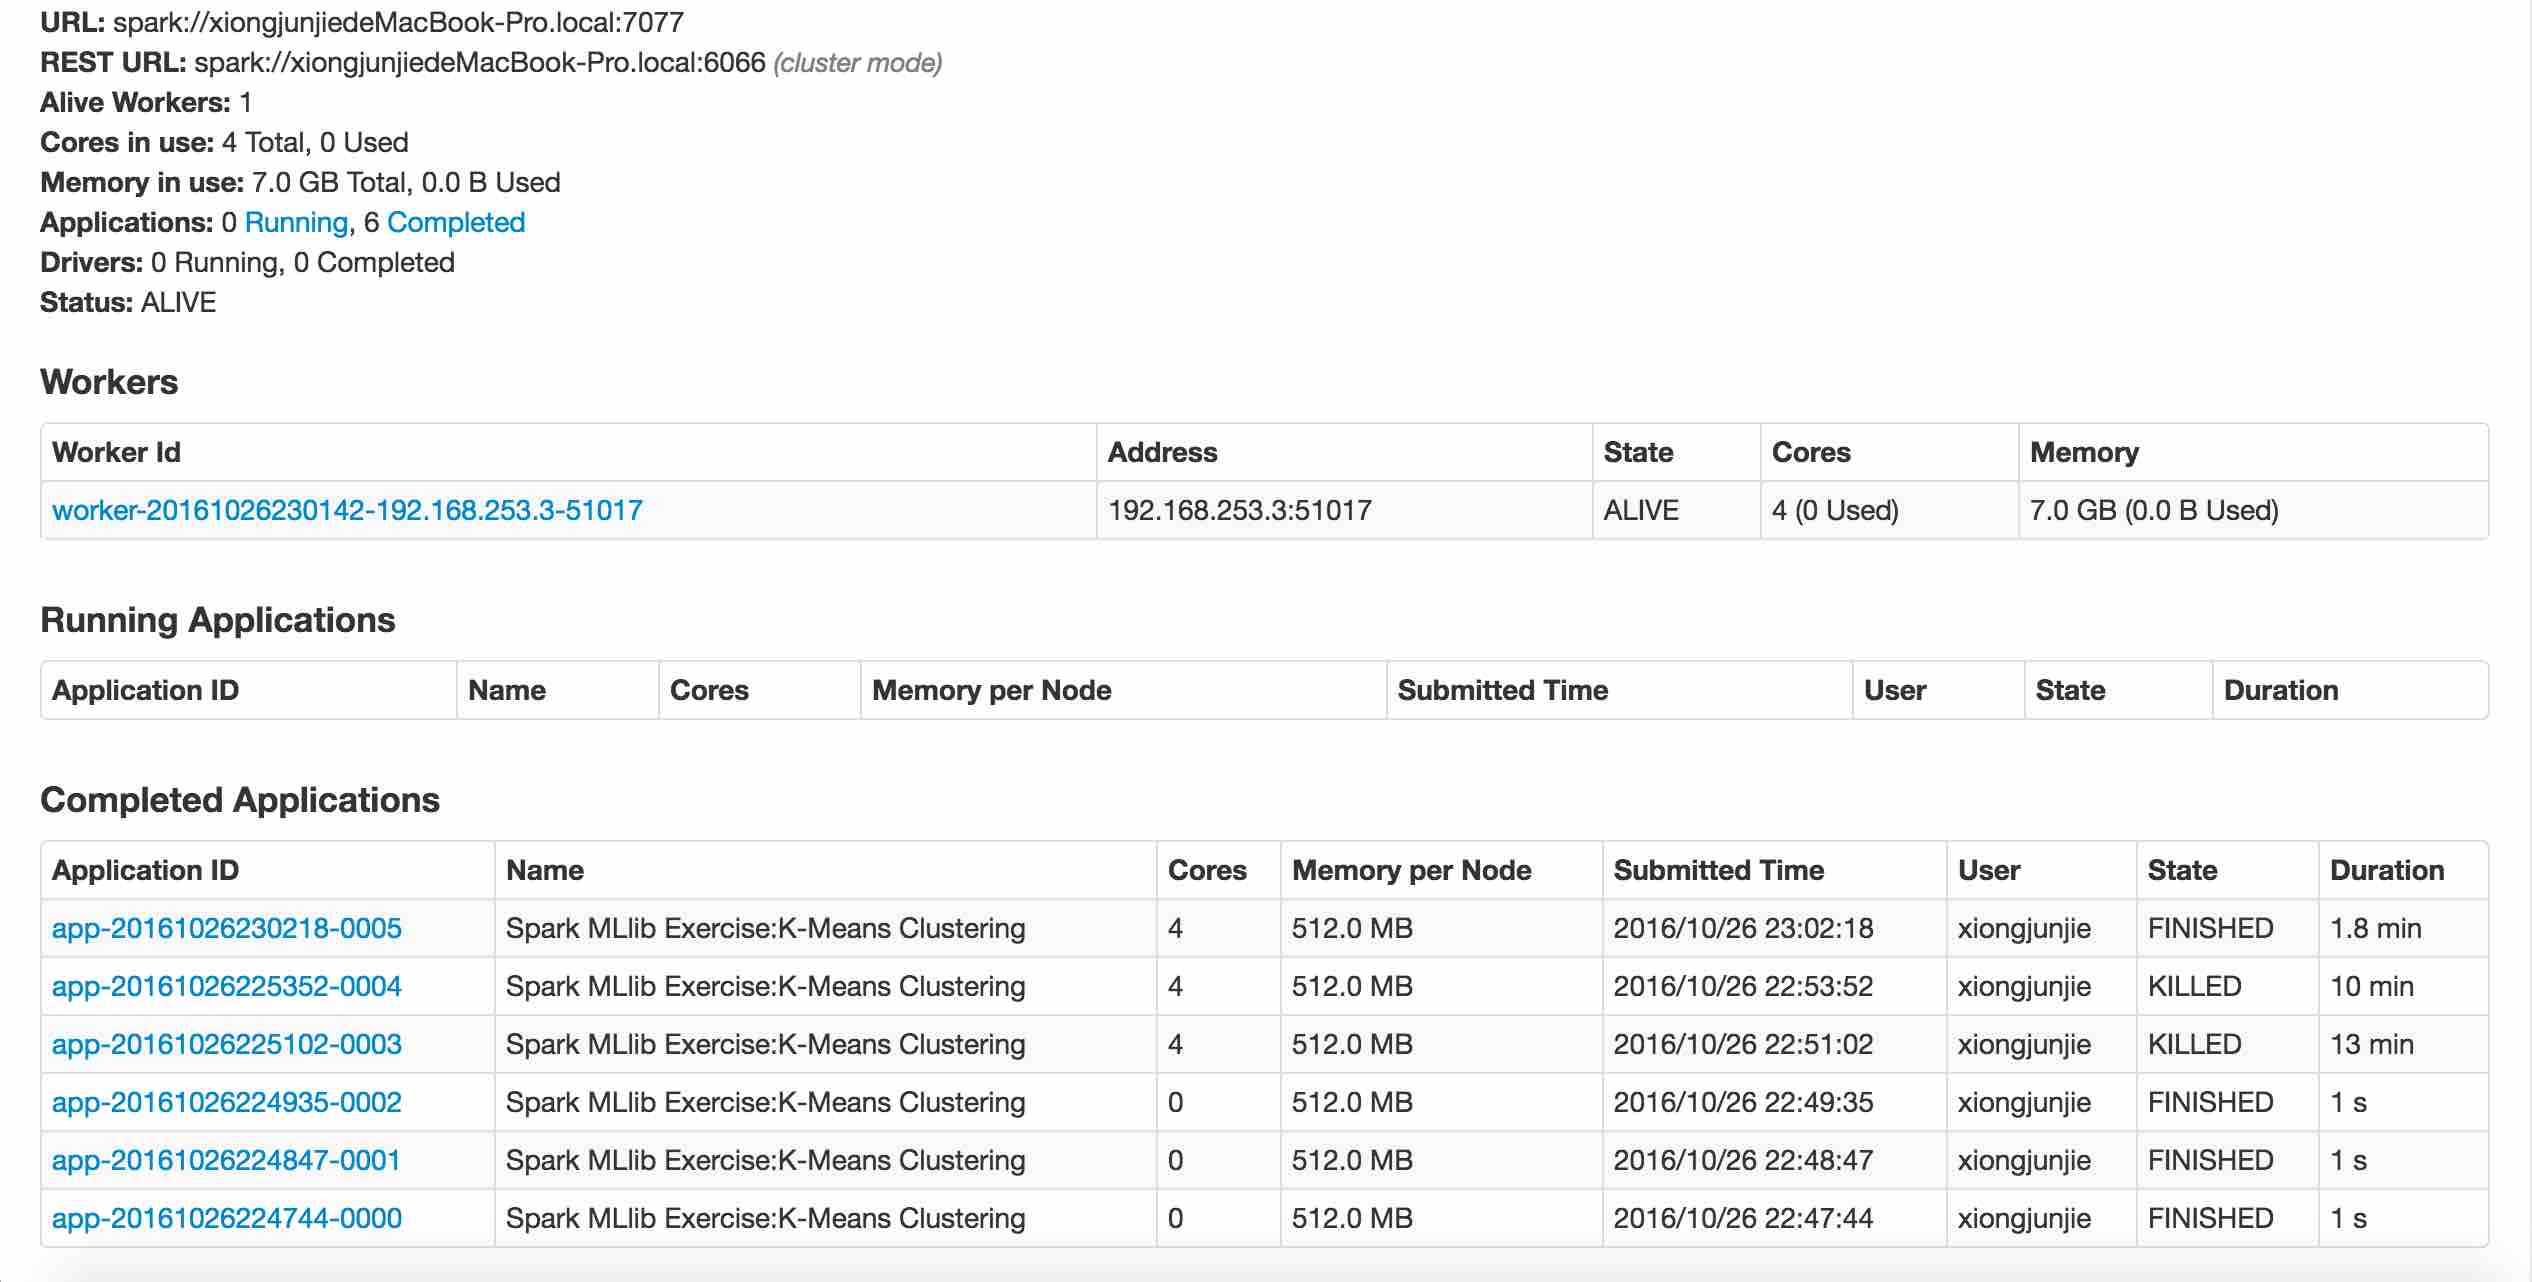 URL: spark://xiongjunjiedeMacBook-Pro.local:7077
REST URL: spark://xiongjunjiedeMacBook-Pro.local:6066 (cluster mode)
Alive Workers: 1
Cores in use: 4 Total, 0 Used
Memory in use: 7.0 GB Total, 0.0 B Used
Applications: 0 Running, 6 Completed
Drivers: 0 Running, 0 Completed
Status: ALIVE
Workers
Worker Id Address State Cores Memory
worker-20161026230142-192.168.253.3-51017 192.168.253.3:51017 ALIVE 4 (0 Used) 7.0 GB (0.0 B Used)
Running Applications
Application ID Name Cores Memory per Node Submitted Time User State Duration
Completed Applications
Application ID Name Cores Memory per Node Submitted Time User State Duration
app-20161026230218-0005 Spark MLlib Exercise:K-Means Clustering 4 512.0 MB 2016/10/26 23:02:18 xiongjunjie FINISHED 1.8 min
app-20161026225352-0004 Spark MLlib Exercise:K-Means Clustering 4 512.0 MB 2016/10/26 22:53:52 xiongjunjie KILLED 10 min
app-20161026225102-0003 Spark MLlib Exercise:K-Means Clustering 4 512.0 MB 2016/10/26 22:51:02 xiongjunjie KILLED 13 min
app-20161026224935-0002 Spark MLlib Exercise:K-Means Clustering 0 512.0 MB 2016/10/26 22:49:35 xiongjunjie FINISHED 1 s
app-20161026224847-0001 Spark MLlib Exercise:K-Means Clustering 0 512.0 MB 2016/10/26 22:48:47 xiongjunjie FINISHED 1 s
app-20161026224744-0000 Spark MLlib Exercise:K-Means Clustering 0 512.0 MB 2016/10/26 22:47:44 xiongjunjie FINISHED 1 s